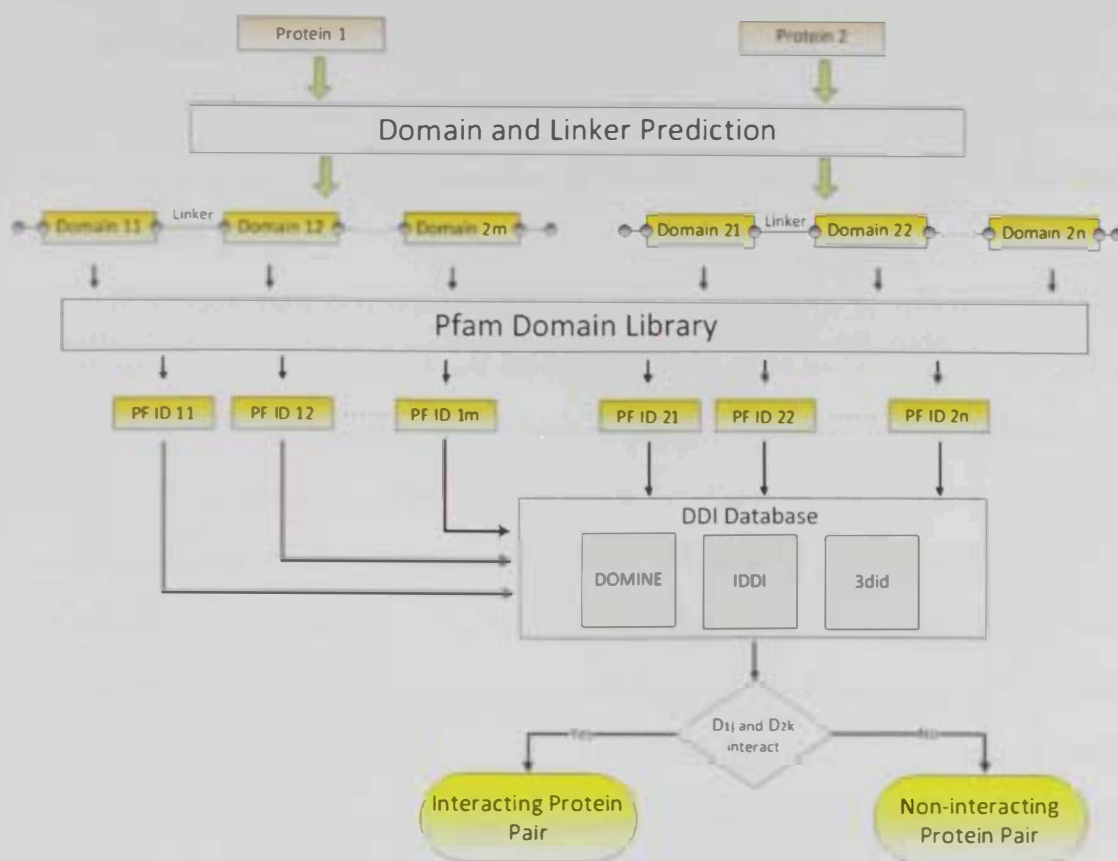 Protein 1
Protein 2
Domain and Linker Prediction
Domain 11
Linker
Domain 12
Domain 2m
Domain 21
Linker
Domain 22
Domain 2n
Pfam Domain Library
PF ID 11
PF ID 12
PF ID 1m
PF ID 21
PF ID 22
PF ID 2n
DDI Database
DOMINE
IDDI
3did
D1j and D2k
interact
Yes
No
Interacting Protein
Pair
Non-interacting
Protein Pair